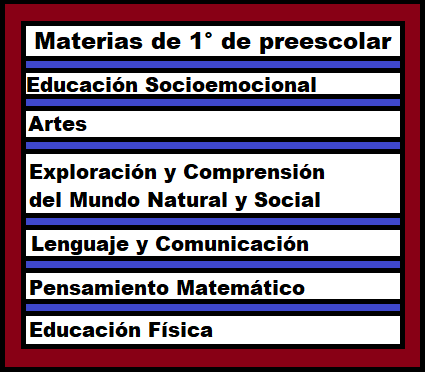 Materias de 1° de preescolar
Educación Socioemocional
Artes
Exploración y Comprensión
del Mundo Natural y Social
Lenguaje y Comunicación
Pensamiento Matemático
Educación Física